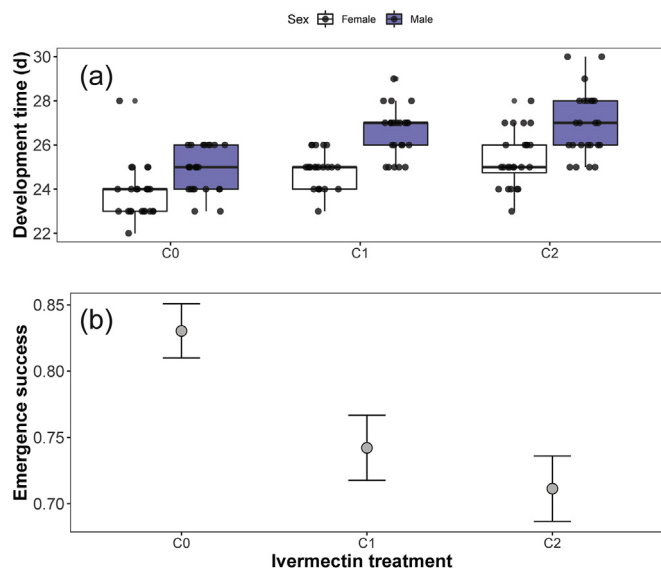 Sex Female Male
(a)
Development time (d)
30
28
26
24
22
C0 C1 C2
(b)
Emergence success
0.85
0.80
0.75
0.70
C0 C1 C2
Ivermectin treatment